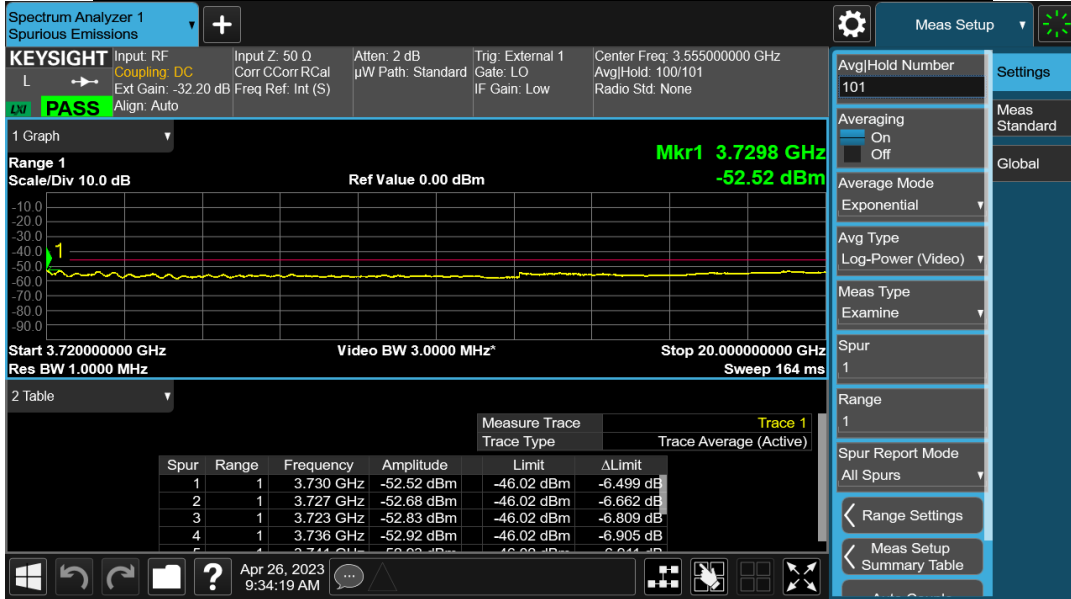 Spectrum Analyzer 1
Spurious Emissions
Meas Setup
KEYSIGHT
L
LXI
PASS
Input: RF
Coupling: DC
Ext Gain: -32.20 dB
Align: Auto
Input Z: 50 Ω
Corr CCorr RCal
Freq Ref: Int (S)
Atten: 2 dB
µW Path: Standard
Trig: External 1
Gate: LO
IF Gain: Low
Center Freq: 3.555000000 GHz
Avg|Hold: 100/101
Radio Std: None
1 Graph
Range 1
Scale/Div 10.0 dB
Ref Value 0.00 dBm
Mkr1 3.7298 GHz
-52.52 dBm
-10.0
-20.0
-30.0
-40.0
-50.0
-60.0
-70.0
-80.0
-90.0
1
Start 3.720000000 GHz
Video BW 3.0000 MHz*
Stop 20.000000000 GHz
Res BW 1.0000 MHz
Sweep 164 ms
2 Table
Measure Trace Trace 1
Trace Type Trace Average (Active)
Spur Range Frequency Amplitude Limit ΔLimit
1 1 3.730 GHz -52.52 dBm -46.02 dBm -6.499 dB
2 1 3.727 GHz -52.68 dBm -46.02 dBm -6.662 dB
3 1 3.723 GHz -52.83 dBm -46.02 dBm -6.809 dB
4 1 3.736 GHz -52.92 dBm -46.02 dBm -6.905 dB
Apr 26, 2023
9:34:19 AM
Avg|Hold Number
101
Averaging
On
Off
Average Mode
Exponential
Avg Type
Log-Power (Video)
Meas Type
Examine
Spur
1
Range
1
Spur Report Mode
All Spurs
Range Settings
Meas Setup
Summary Table
Settings
Meas
Standard
Global